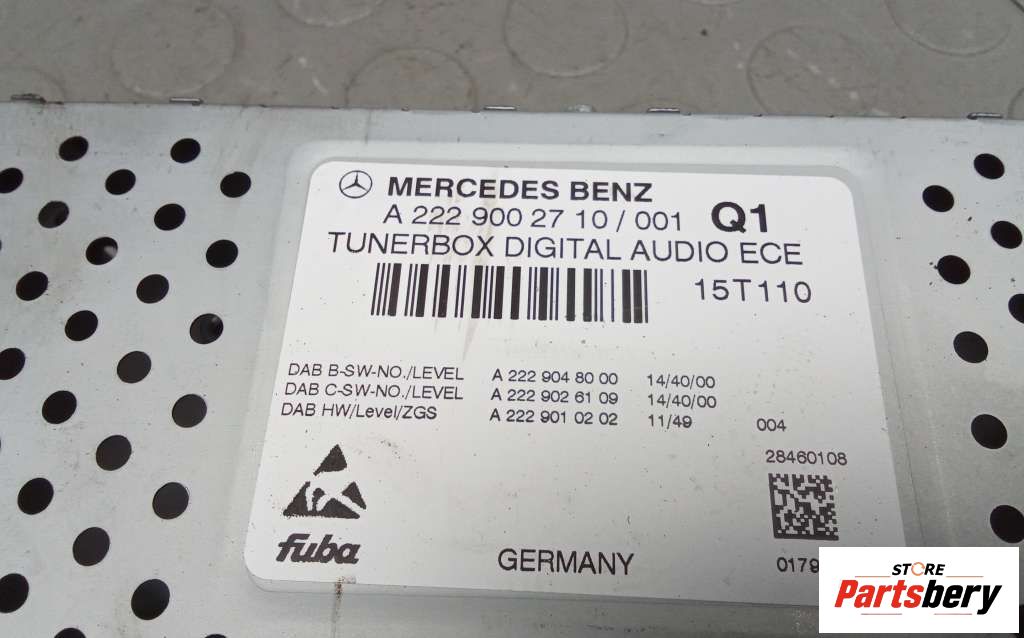 MERCEDES BENZ
A 222 900 27 10 / 001 Q1
TUNERBOX DIGITAL AUDIO ECE
15T110
DAB B-SW-NO./LEVEL A 222 904 80 00 14/40/00
DAB C-SW-NO./LEVEL A 222 902 61 09 14/40/00
DAB HW/Level/ZGS A 222 901 02 02 11/49 004
28460108
fuba
GERMANY
STORE
Partsbery